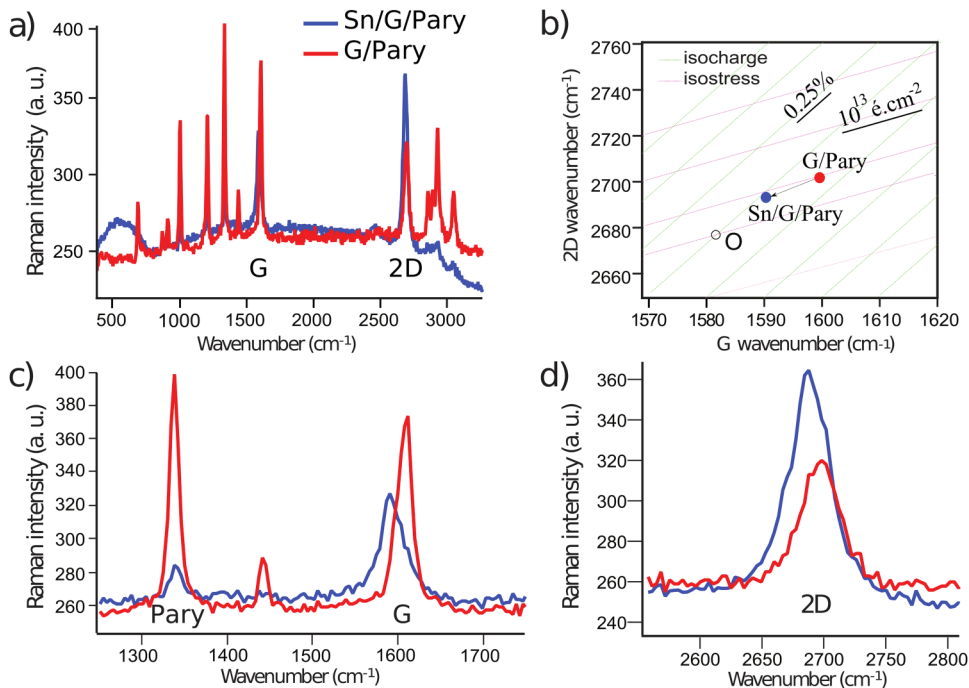 a)
400
350
300
250
Raman intensity (a. u.)
Sn/G/Pary
G/Pary
G
2D
500
1000
1500
2000
2500
3000
Wavenumber (cm-1)
b)
2760
2740
2720
2700
2680
2660
2D wavenumber (cm-1)
isocharge
isostress
0.25%
10^13 é.cm-2
G/Pary
Sn/G/Pary
O
1570
1580
1590
1600
1610
1620
G wavenumber (cm-1)
c)
400
380
360
340
320
300
280
260
Raman intensity (a. u.)
Pary
G
1300
1400
1500
1600
1700
Wavenumber (cm-1)
d)
360
340
320
300
280
260
240
Raman intensity (a. u.)
2D
2600
2650
2700
2750
2800
Wavenumber (cm-1)